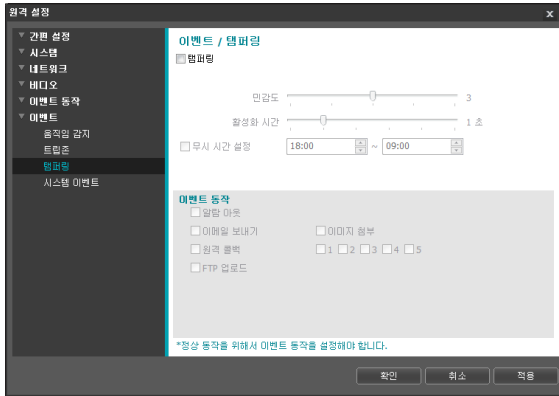 원격 설정 x
간편 설정
시스템
네트워크
비디오
이벤트 동작
이벤트
움직임 감지
트립존
탬퍼링
시스템 이벤트
이벤트 / 탬퍼링
탬퍼링
민감도 3
활성화 시간 1 초
무시 시간 설정 18:00 ~ 09:00
이벤트 동작
알람 아웃
이메일 보내기 이미지 첨부
원격 콜백 1 2 3 4 5
FTP 업로드
*정상 동작을 위해서 이벤트 동작을 설정해야 합니다.
확인 취소 적용